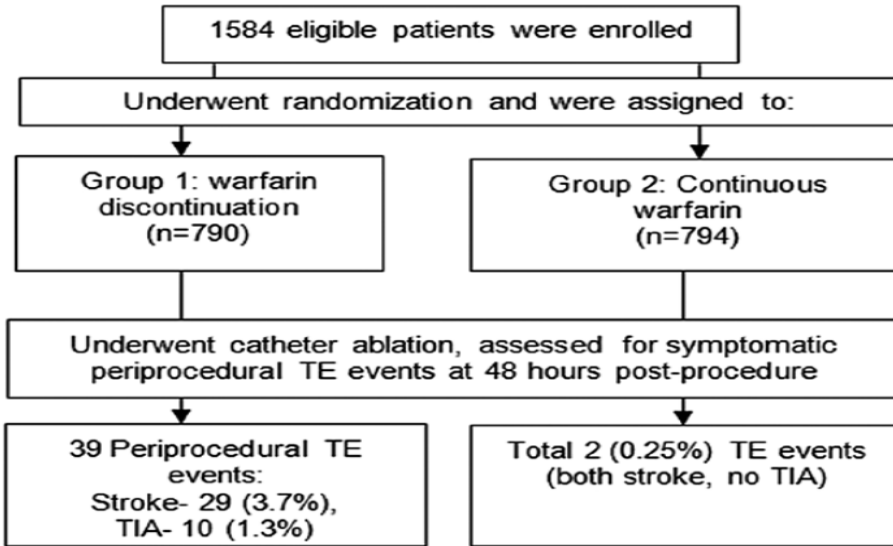 1584 eligible patients were enrolled
Underwent randomization and were assigned to:
Group 1: warfarin
discontinuation
(n=790)
Group 2: Continuous
warfarin
(n=794)
Underwent catheter ablation, assessed for symptomatic
periprocedural TE events at 48 hours post-procedure
39 Periprocedural TE
events:
Stroke- 29 (3.7%),
TIA- 10 (1.3%)
Total 2 (0.25%) TE events
(both stroke, no TIA)